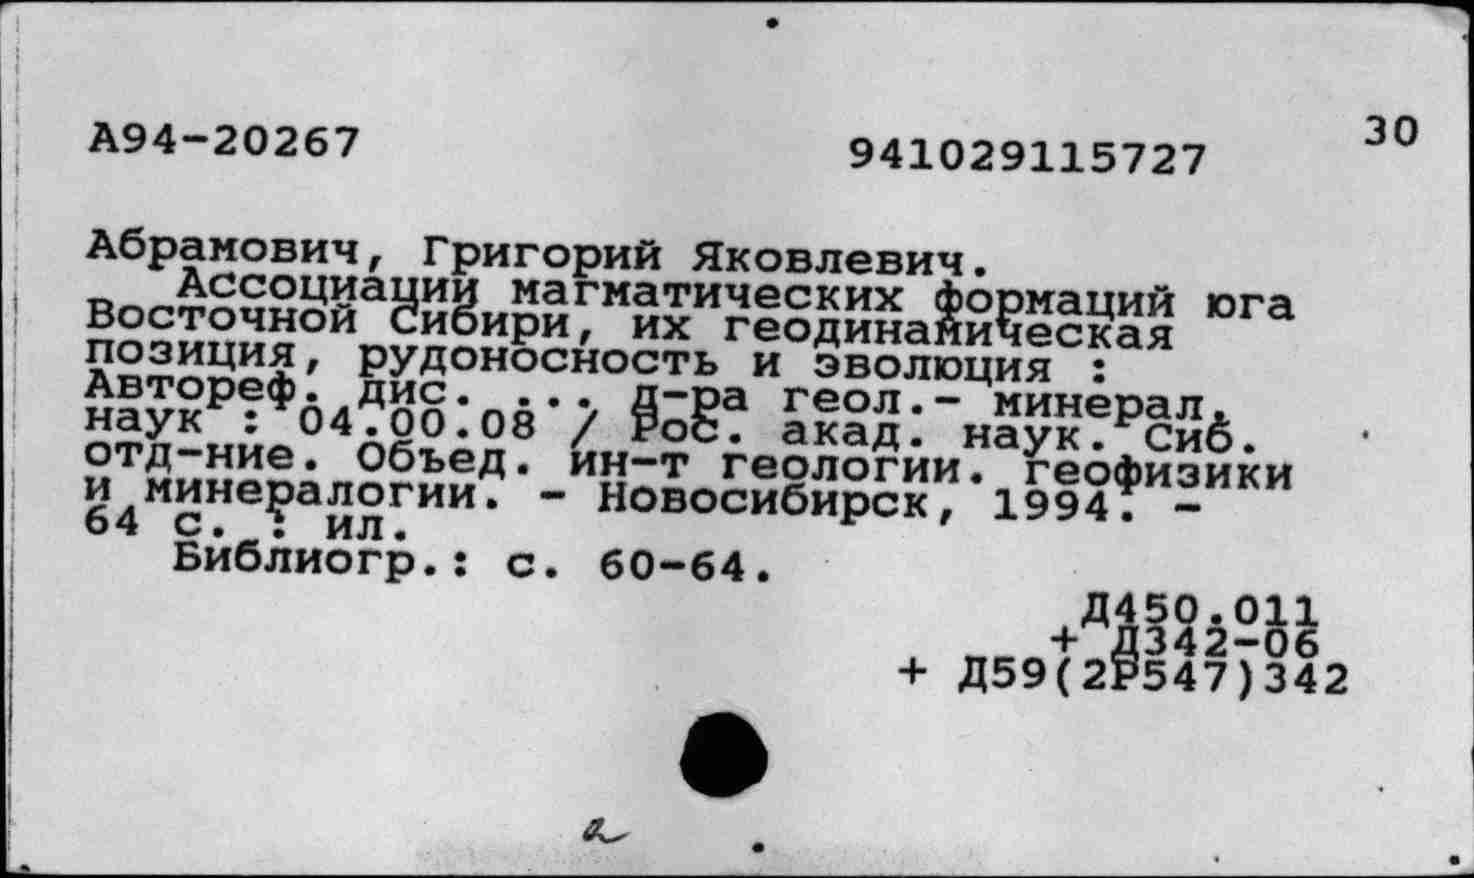 А94-20267
941029115727
30
Абрамович, Григорий Яковлевич.
Ассоциации магматических формаций юга
Восточной Сибири, их геодинамическая
позиция, рудоносность и эволюция :
Автореф. дис. ... д-ра геол.- минерал.
наук : 04.00.08 / Рос. акад. наук. Сиб.
отд-ние. Объед. ин-т геологии. геофизики
и минералогии. - Новосибирск, 1994. -
64 с. : ил.
Библиогр.: с. 60-64.
Д450.011
+ Д342-06
+ Д59(2Р547)342
а